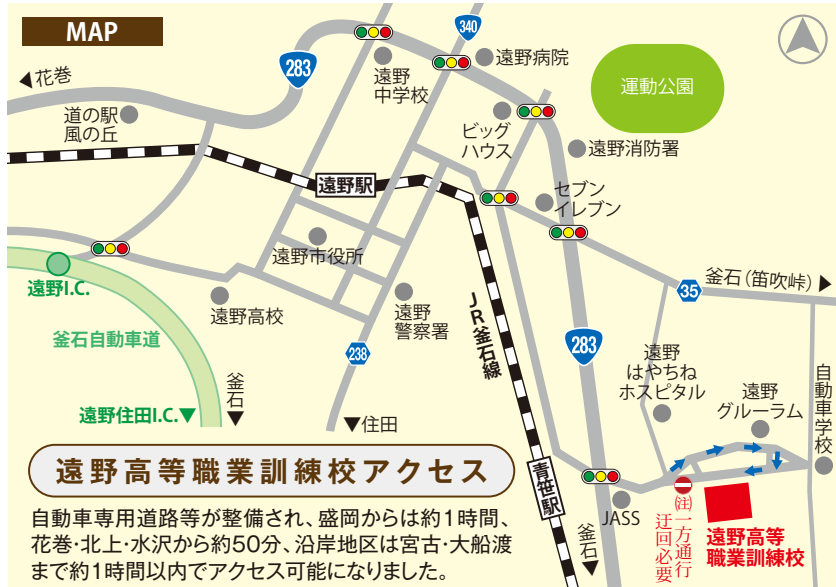 MAP
340
283
遠野病院
遠野
中学校
運動公園
◀花巻
道の駅
風の丘
ビッグ
ハウス
遠野消防署
遠野駅
セブン
イレブン
遠野市役所
遠野I.C.
遠野高校
遠野
警察署
釜石(笛吹峠)▶
35
JR釜石線
釜石自動車道
238
283
遠野
はやちね
ホスピタル
遠野
グルーラム
自動車学校
釜石▼
遠野住田I.C.▼
▼住田
遠野高等職業訓練校アクセス
青笹駅
JASS
釜石▼
(注)一方通行
迂回必要
遠野高等
職業訓練校
自動車専用道路等が整備され、盛岡からは約1時間、
花巻・北上・水沢から約50分、沿岸地区は宮古・大船渡
まで約1時間以内でアクセス可能になりました。